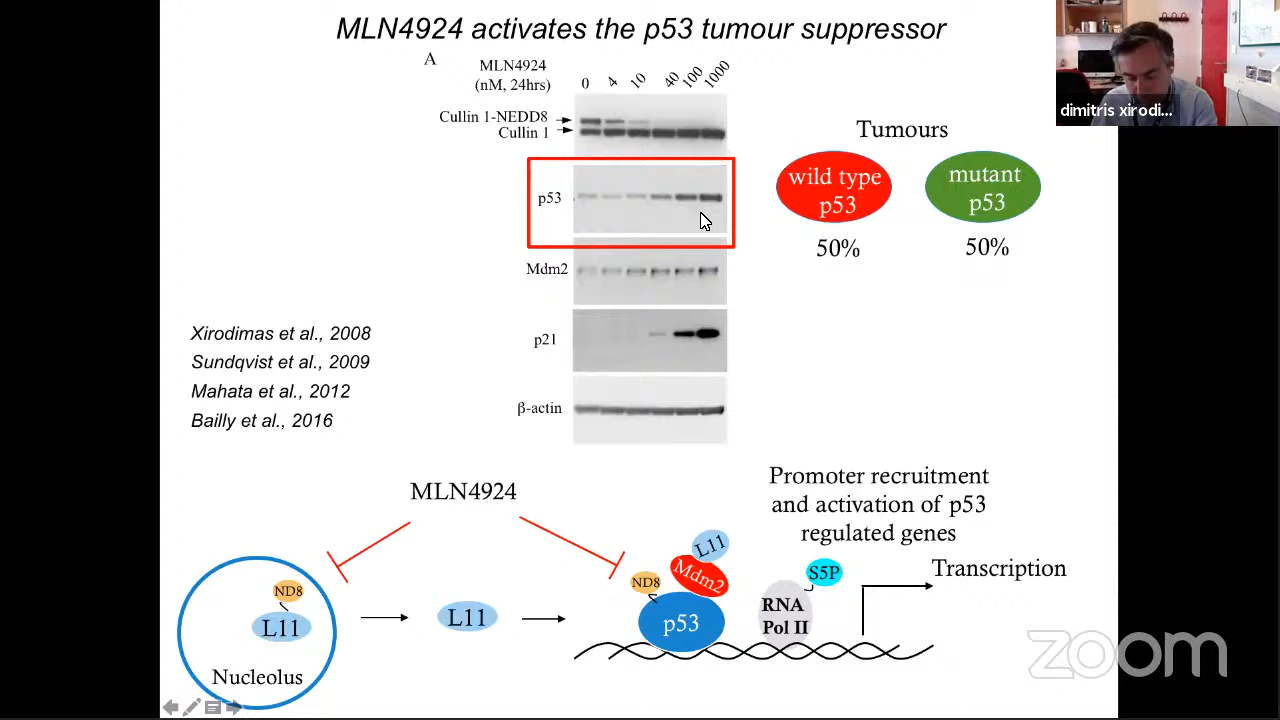 MLN4924 activates the p53 tumour suppressor
dimitris xirodi...
A
MLN4924
(nM, 24hrs)
0 4 10 40 100 1000
Cullin 1-NEDD8
Cullin 1
p53
Mdm2
p21
β-actin
Tumours
wild type
p53
mutant
p53
50%
50%
Xirodimas et al., 2008
Sundqvist et al., 2009
Mahata et al., 2012
Bailly et al., 2016
MLN4924
ND8
L11
Nucleolus
L11
L11
Mdm2
ND8
p53
Promoter recruitment
and activation of p53
regulated genes
S5P
RNA
Pol II
Transcription
zoom